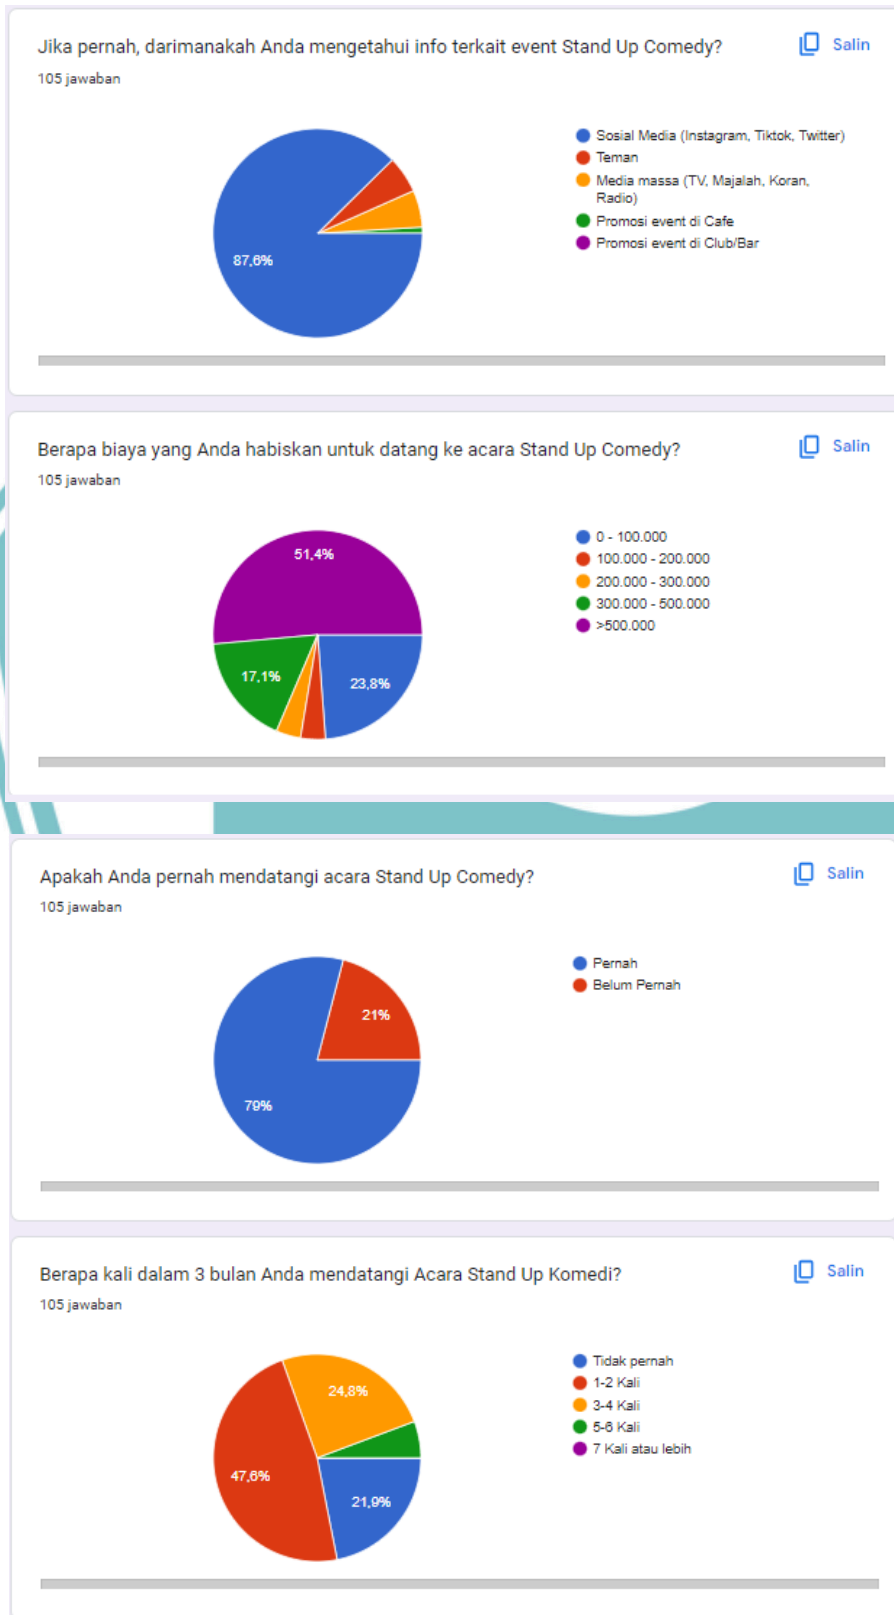 Jika pernah, darimanakah Anda mengetahui info terkait event Stand Up Comedy?
Salin
105 jawaban
Sosial Media (Instagram, Tiktok, Twitter)
Teman
Media massa (TV, Majalah, Koran,
Radio)
Promosi event di Cafe
Promosi event di Club/Bar
87,6%
Berapa biaya yang Anda habiskan untuk datang ke acara Stand Up Comedy?
Salin
105 jawaban
0 - 100.000
100.000 - 200.000
200.000 - 300.000
300.000 - 500.000
>500.000
51,4%
17,1%
23,8%
Apakah Anda pernah mendatangi acara Stand Up Comedy?
Salin
105 jawaban
Pernah
Belum Pernah
21%
79%
Berapa kali dalam 3 bulan Anda mendatangi Acara Stand Up Komedi?
Salin
105 jawaban
Tidak pernah
1-2 Kali
3-4 Kali
5-6 Kali
7 Kali atau lebih
24,8%
47,6%
21,9%